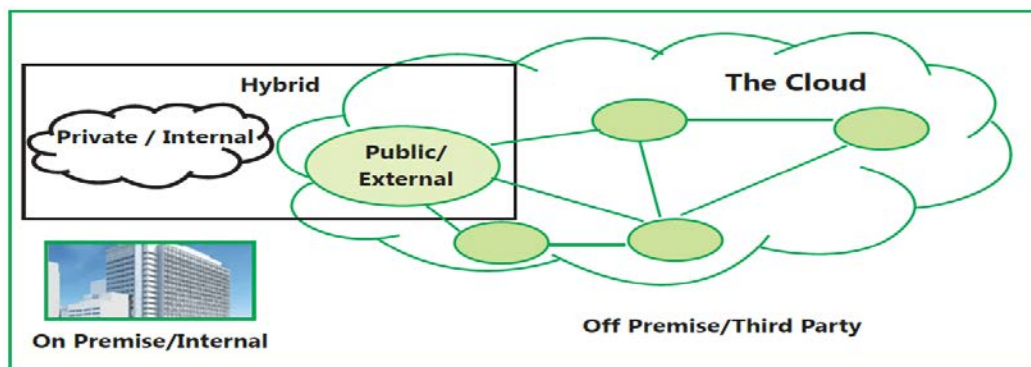 Hybrid
The Cloud
Private / Internal
Public/
External
On Premise/Internal
Off Premise/Third Party